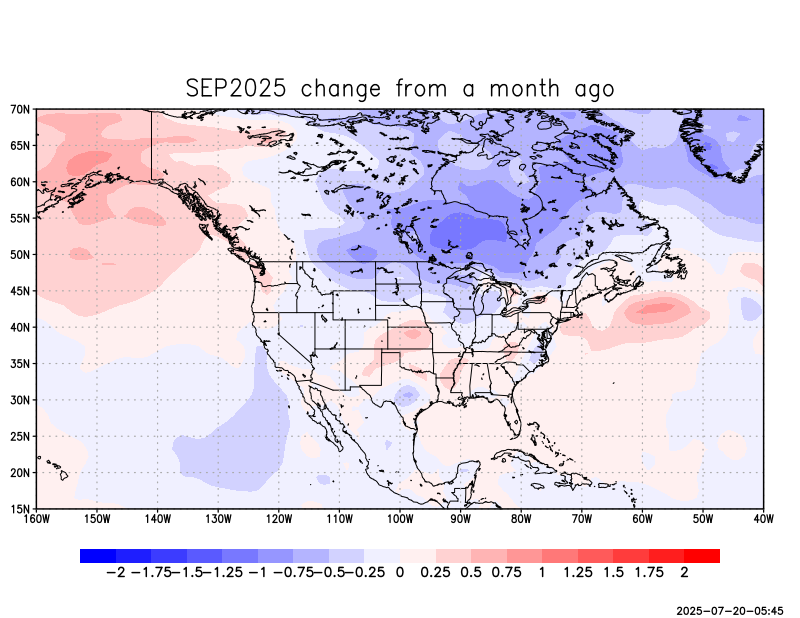 SEP2025 change from a month ago
70N
65N
60N
55N
50N
45N
40N
35N
30N
25N
20N
15N
160W 150W 140W 130W 120W 110W 100W 90W 80W 70W 60W 50W 40W
-2 -1.75 -1.5 -1.25 -1 -0.75 -0.5 -0.25 0 0.25 0.5 0.75 1 1.25 1.5 1.75 2
2025-07-20-05:45